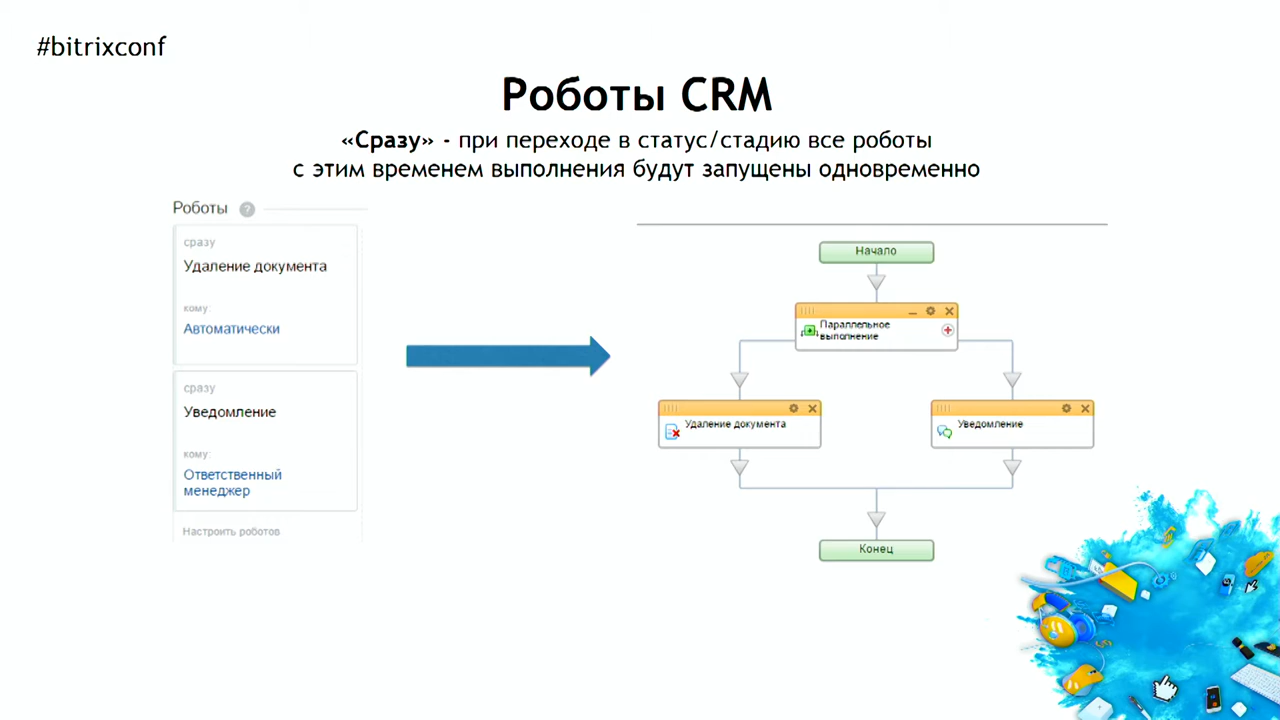 #bitrixconf
Роботы CRM
«Сразу» - при переходе в статус/стадию все роботы
с этим временем выполнения будут запущены одновременно
Роботы ?
сразу
Удаление документа
кому:
Автоматически
сразу
Уведомление
кому:
Ответственный
менеджер
Настроить роботов
Начало
Параллельное
выполнение
Удаление документа
Уведомление
Конец